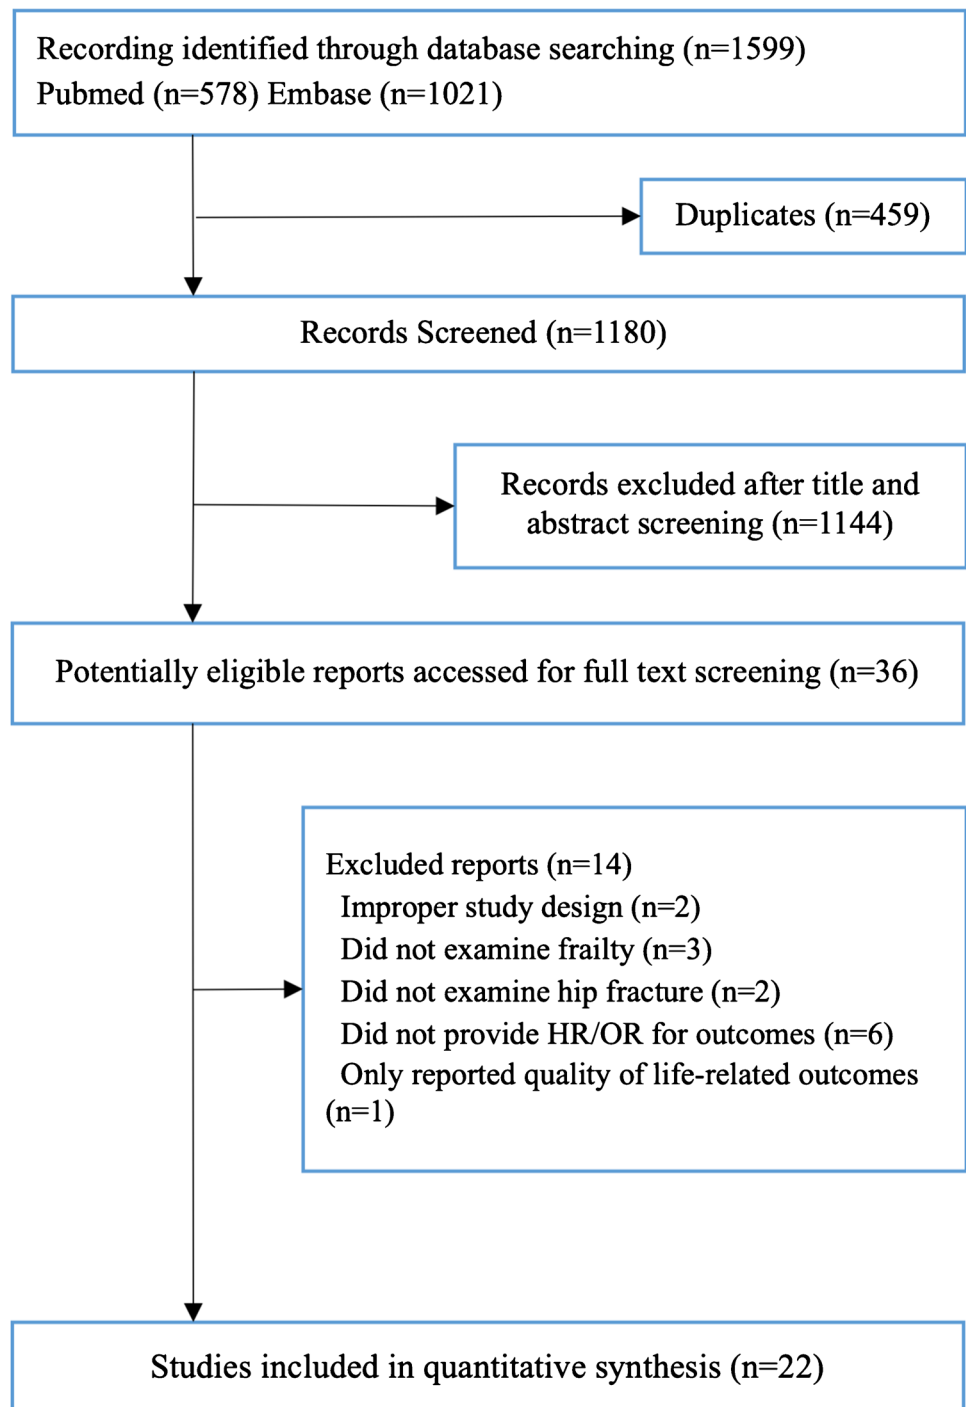 Recording identified through database searching (n=1599)
Pubmed (n=578) Embase (n=1021)
Duplicates (n=459)
Records Screened (n=1180)
Records excluded after title and
abstract screening (n=1144)
Potentially eligible reports accessed for full text screening (n=36)
Excluded reports (n=14)
Improper study design (n=2)
Did not examine frailty (n=3)
Did not examine hip fracture (n=2)
Did not provide HR/OR for outcomes (n=6)
Only reported quality of life-related outcomes
(n=1)
Studies included in quantitative synthesis (n=22)